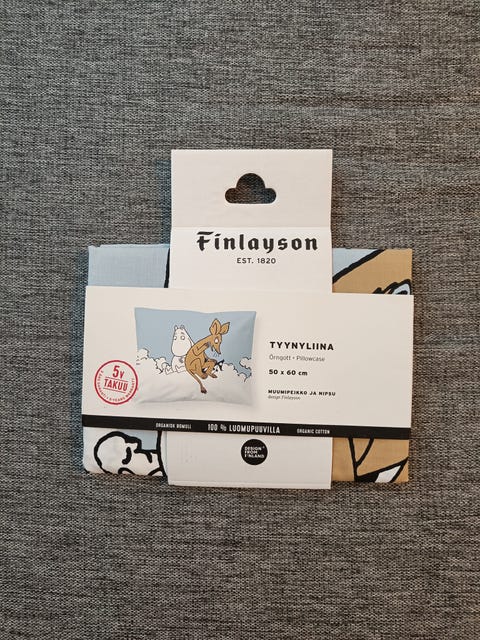 Finlayson
EST. 1820
TYYNYLIINA
Örngott • Pillowcase
50 x 60 cm
MUUMIPEIKKO JA NIPSU
design Finlayson
5v
TAKUU
ORGANISK BOMULL 100 % LUOMUPUUVILLA ORGANIC COTTON
DESIGN
FROM
FINLAND